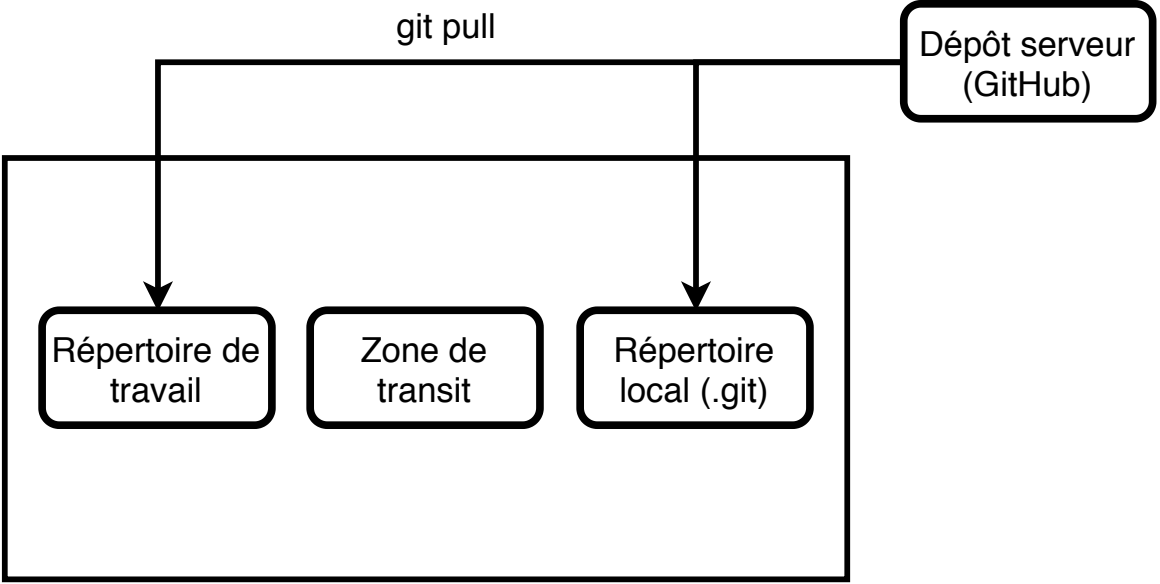 git pull
Dépôt serveur
(GitHub)
Répertoire de
travail
Zone de
transit
Répertoire
local (.git)